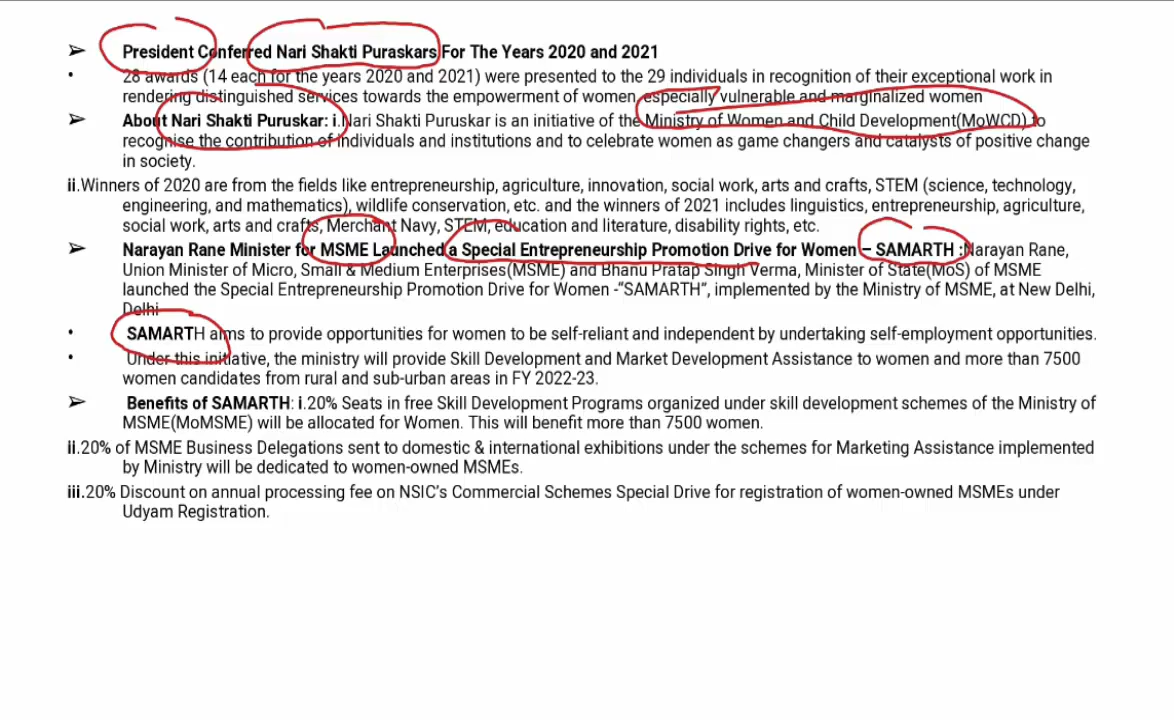 ➢ President Conferred Nari Shakti Puraskars For The Years 2020 and 2021
• 28 awards (14 each for the years 2020 and 2021) were presented to the 29 individuals in recognition of their exceptional work in
rendering distinguished services towards the empowerment of women especially vulnerable and marginalized women
➢ About Nari Shakti Puruskar: i.Nari Shakti Puruskar is an initiative of the Ministry of Women and Child Development(MoWCD) to
recognise the contribution of individuals and institutions and to celebrate women as game changers and catalysts of positive change
in society.
ii.Winners of 2020 are from the fields like entrepreneurship, agriculture, innovation, social work, arts and crafts, STEM (science, technology,
engineering, and mathematics), wildlife conservation, etc. and the winners of 2021 includes linguistics, entrepreneurship, agriculture,
social work, arts and crafts, Merchant Navy, STEM, education and literature, disability rights, etc.
➢ Narayan Rane Minister for MSME Launched a Special Entrepreneurship Promotion Drive for Women – SAMARTH :Narayan Rane,
Union Minister of Micro, Small & Medium Enterprises(MSME) and Bhanu Pratap Singh Verma, Minister of State(MoS) of MSME
launched the Special Entrepreneurship Promotion Drive for Women -"SAMARTH", implemented by the Ministry of MSME, at New Delhi,
Delhi
• SAMARTH aims to provide opportunities for women to be self-reliant and independent by undertaking self-employment opportunities.
• Under this initiative, the ministry will provide Skill Development and Market Development Assistance to women and more than 7500
women candidates from rural and sub-urban areas in FY 2022-23.
➢ Benefits of SAMARTH: i.20% Seats in free Skill Development Programs organized under skill development schemes of the Ministry of
MSME(MoMSME) will be allocated for Women. This will benefit more than 7500 women.
ii.20% of MSME Business Delegations sent to domestic & international exhibitions under the schemes for Marketing Assistance implemented
by Ministry will be dedicated to women-owned MSMEs.
iii.20% Discount on annual processing fee on NSIC's Commercial Schemes Special Drive for registration of women-owned MSMEs under
Udyam Registration.